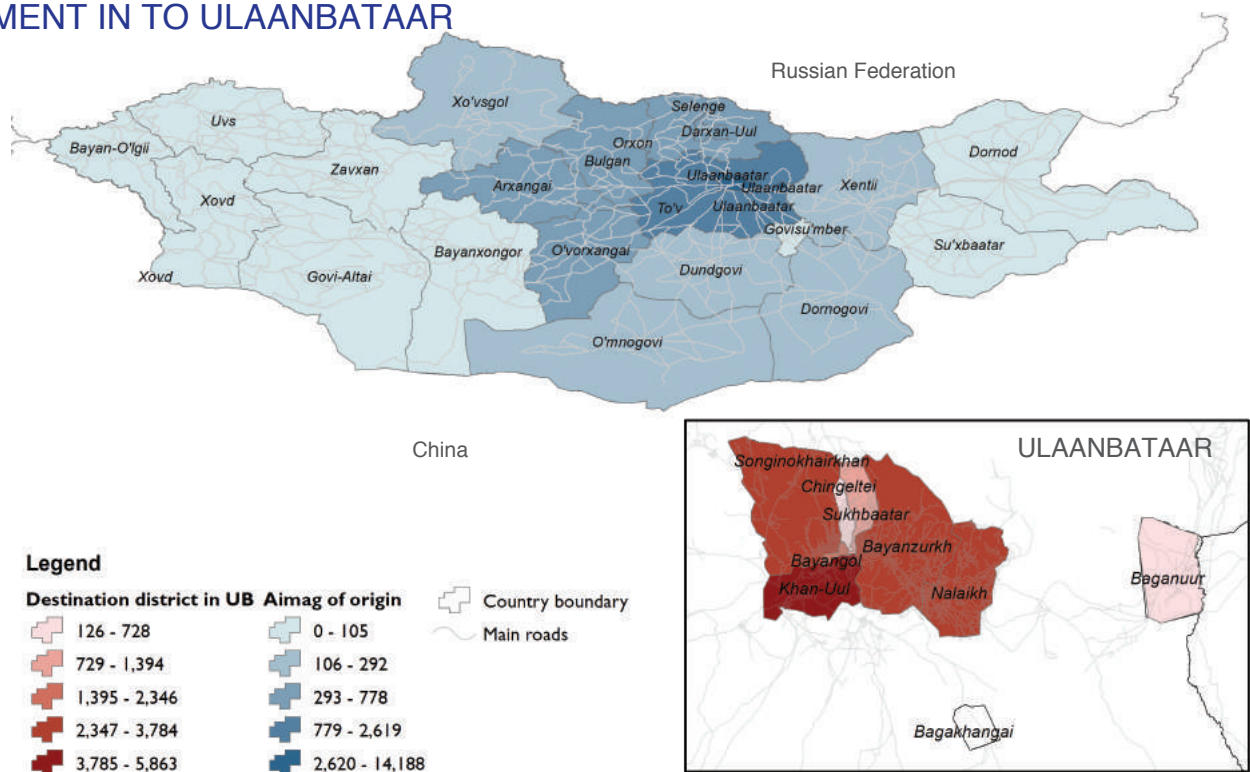 MENT IN TO ULAANBATAAR
Russian Federation
Xo'vsgol
Selenge
Uvs
Darxan-Uul
Orxon
Bayan-O'lgii
Bulgan
Dornod
Zavxan
Ulaanbaatar
Arxangai
Ulaanbaatar
Xentii
Xovd
To'v
Ulaanbaatar
Govisu'mber
Su'xbaatar
Bayanxongor
O'vorxangai
Dundgovi
Xovd
Govi-Altai
Dornogovi
O'mnogovi
China
ULAANBATAAR
Songinokhairkhan
Chingeltei
Sukhbaatar
Bayanzurkh
Bayangol
Khan-Uul
Nalaikh
Baganuur
Bagakhangai
Legend
Destination district in UB
126 - 728
729 - 1,394
1,395 - 2,346
2,347 - 3,784
3,785 - 5,863
Aimag of origin
0 - 105
106 - 292
293 - 778
779 - 2,619
2,620 - 14,188
Country boundary
Main roads